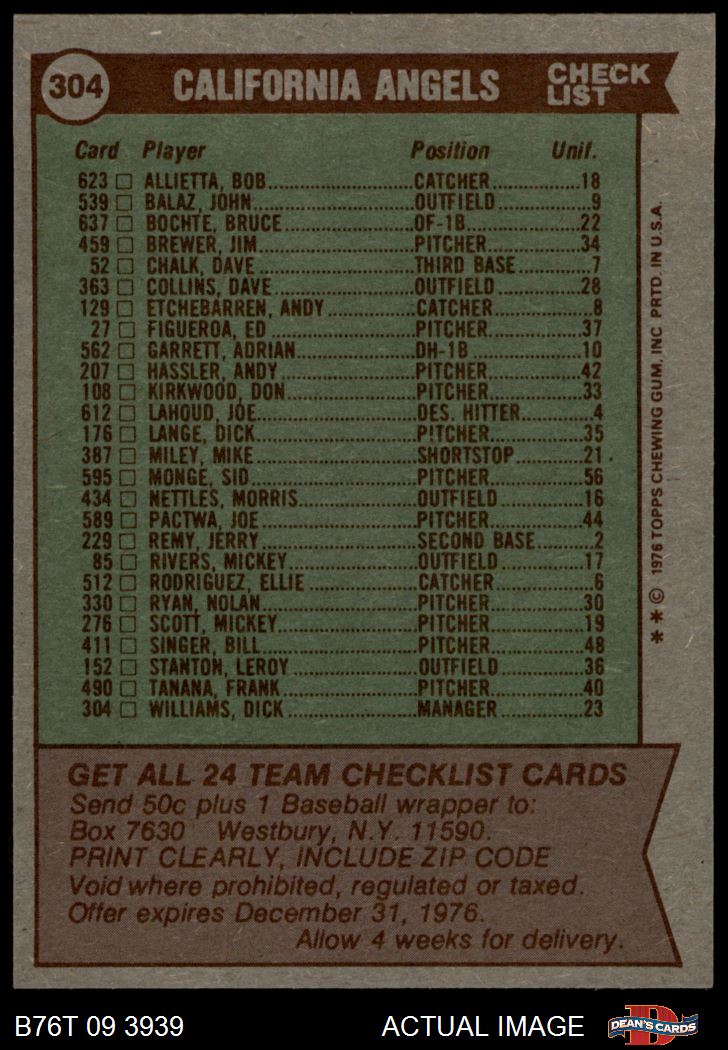 304 CALIFORNIA ANGELS CHECK LIST
Card Player Position Unif.
623 ALLIETTA, BOB CATCHER 18
539 BALAZ, JOHN OUTFIELD 9
637 BOCHTE, BRUCE OF-1B 22
459 BREWER, JIM PITCHER 34
52 CHALK, DAVE THIRD BASE 7
363 COLLINS, DAVE OUTFIELD 28
129 ETCHEBARREN, ANDY CATCHER 8
27 FIGUEROA, ED PITCHER 37
562 GARRETT, ADRIAN DH-1B 10
207 HASSLER, ANDY PITCHER 42
108 KIRKWOOD, DON PITCHER 33
612 LAHOUD, JOE DES. HITTER 4
176 LANGE, DICK PITCHER 35
387 MILEY, MIKE SHORTSTOP 21
595 MONGE, SID PITCHER 56
434 NETTLES, MORRIS OUTFIELD 16
589 PACTWA, JOE PITCHER 44
229 REMY, JERRY SECOND BASE 2
85 RIVERS, MICKEY OUTFIELD 17
512 RODRIGUEZ, ELLIE CATCHER 6
330 RYAN, NOLAN PITCHER 30
276 SCOTT, MICKEY PITCHER 19
411 SINGER, BILL PITCHER 48
152 STANTON, LEROY OUTFIELD 36
490 TANANA, FRANK PITCHER 40
304 WILLIAMS, DICK MANAGER 23
* * © 1976 TOPPS CHEWING GUM, INC PRTD. IN U.S.A.
GET ALL 24 TEAM CHECKLIST CARDS
Send 50c plus 1 Baseball wrapper to:
Box 7630 Westbury, N.Y. 11590.
PRINT CLEARLY, INCLUDE ZIP CODE
Void where prohibited, regulated or taxed.
Offer expires December 31, 1976.
Allow 4 weeks for delivery.
B76T 09 3939 ACTUAL IMAGE D DEAN'S CARDS